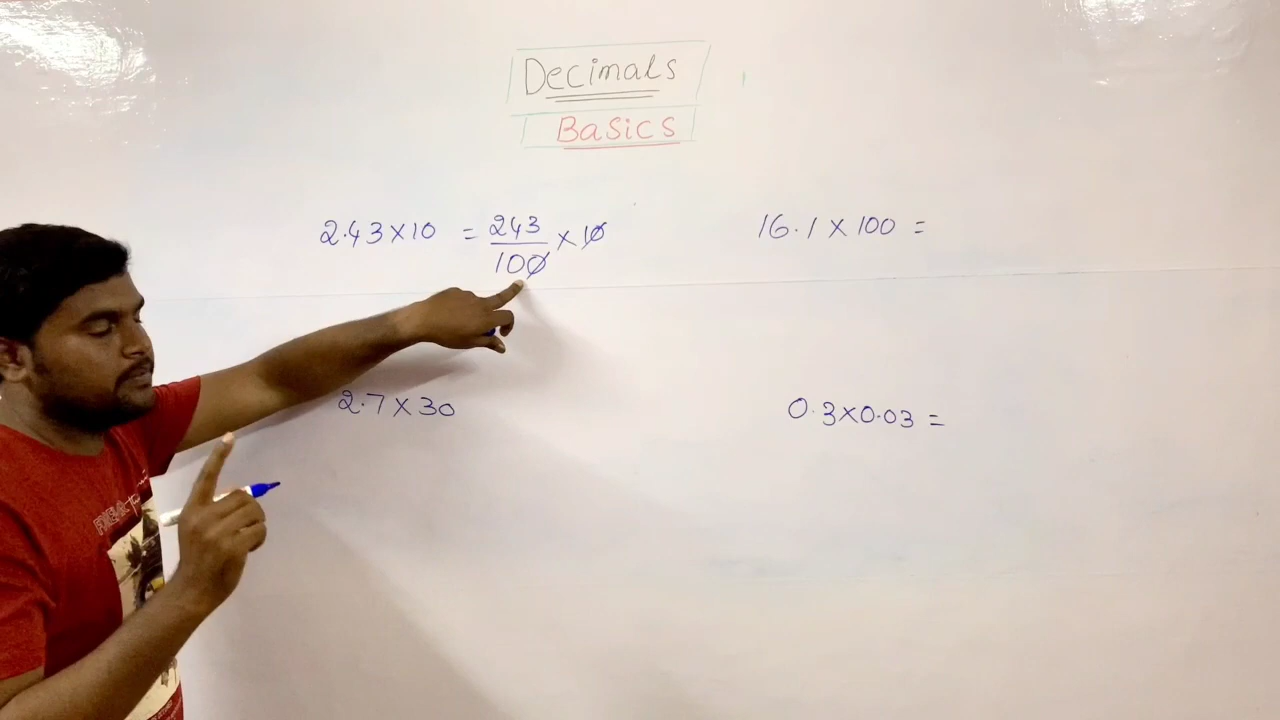 Decimals
Basics
2.43×10 = 243/100 × 10
16.1×100 =
2.7×30
0.3×0.03 =